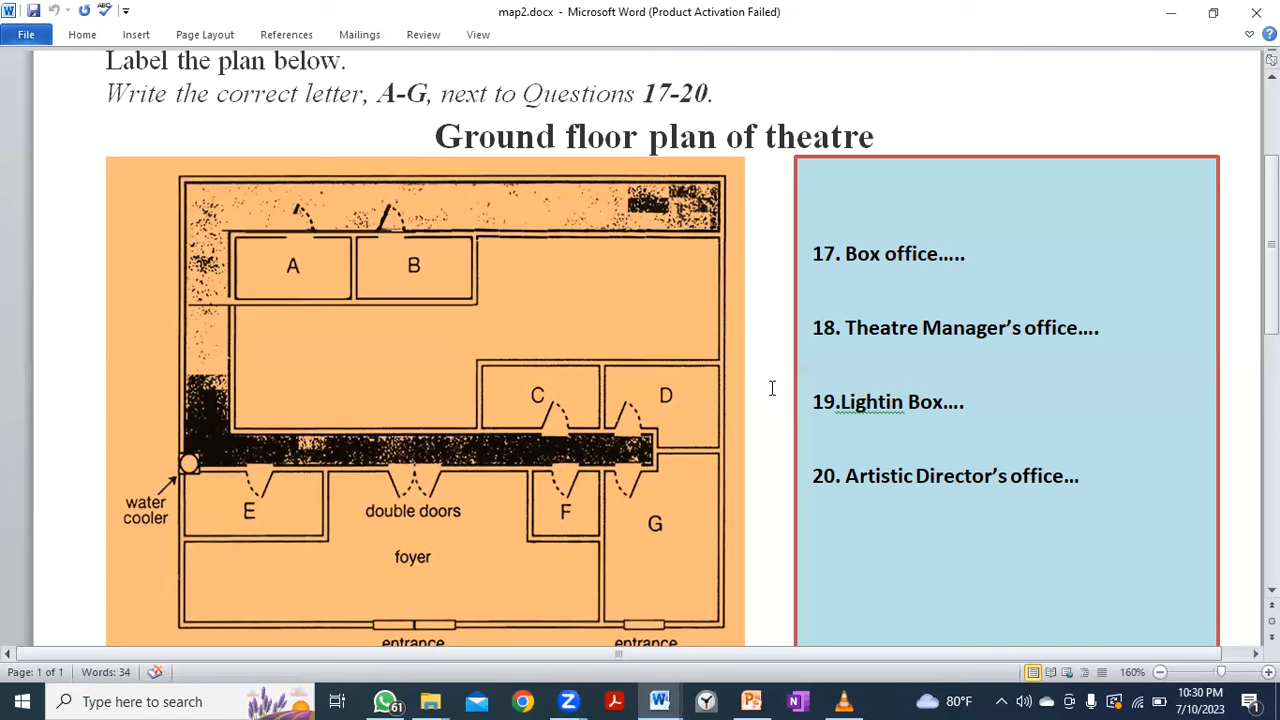 map2.docx - Microsoft Word (Product Activation Failed)
File Home Insert Page Layout References Mailings Review View
Label the plan below.
Write the correct letter, A-G, next to Questions 17-20.
Ground floor plan of theatre
A
B
C
D
water
cooler
E
double doors
F
G
foyer
entrance
entrance
17. Box office…..
18. Theatre Manager’s office….
19.Lightin Box….
20. Artistic Director’s office…
Page: 1 of 1 Words: 34 160%
Type here to search
61
80°F
10:30 PM
7/10/2023
1